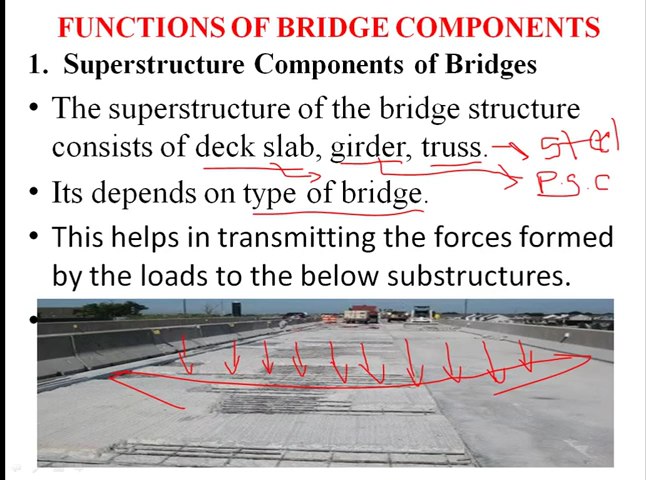 FUNCTIONS OF BRIDGE COMPONENTS
1. Superstructure Components of Bridges
• The superstructure of the bridge structure
consists of deck slab, girder, truss. → Steel
• Its depends on type of bridge. P.S.C
• This helps in transmitting the forces formed
by the loads to the below substructures.